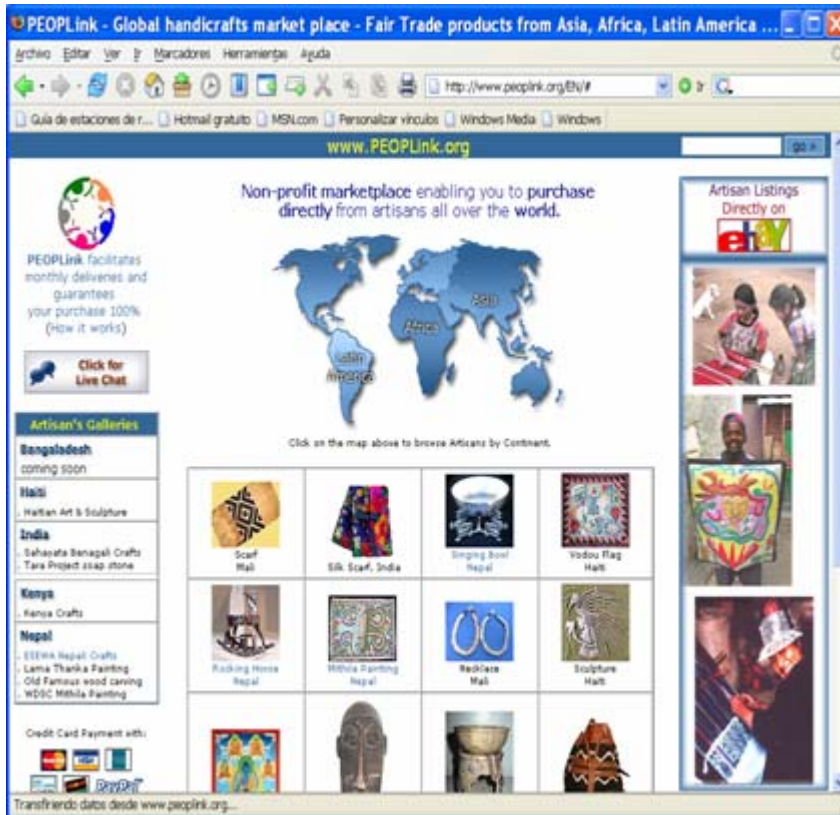 PEOPLink - Global handicrafts market place - Fair Trade products from Asia, Africa, Latin America ...
Archivo Editar Ver Ir Marcadores Herramientas Ayuda
http://www.peoplink.org/EN/# Ir
Guía de estaciones de r... Hotmail gratuito MSN.com Personalizar vínculos Windows Media Windows
www.PEOPLink.org
go »
PEOPLink facilitates
monthly deliveries and
guarantees
your purchase 100%
(How it works)
Click for
Live Chat
Artisan's Galleries
Bangaladesh
coming soon
Haiti
. Haitian Art & Sculpture
India
. Sahayata Benagali Crafts
. Tara Project soap stone
Kenya
. Kenya Crafts
Nepal
. ESEWA Nepali Crafts
. Lama Thanka Painting
. Old Famous wood carving
. WDSC Mithila Painting
Credit Card Payment with:
VISA
PayPal
Non-profit marketplace enabling you to purchase
directly from artisans all over the world.
Asia
Africa
Latin
America
Click on the map above to browse Artisans by Continent.
Scarf
Mali
Silk Scarf, India
Singing Bowl
Nepal
Vodou Flag
Haiti
Rocking Horse
Nepal
Mithila Painting
Nepal
Necklace
Mali
Sculpture
Haiti
Artisan Listings
Directly on
ebay
Transfiriendo datos desde www.peoplink.org...